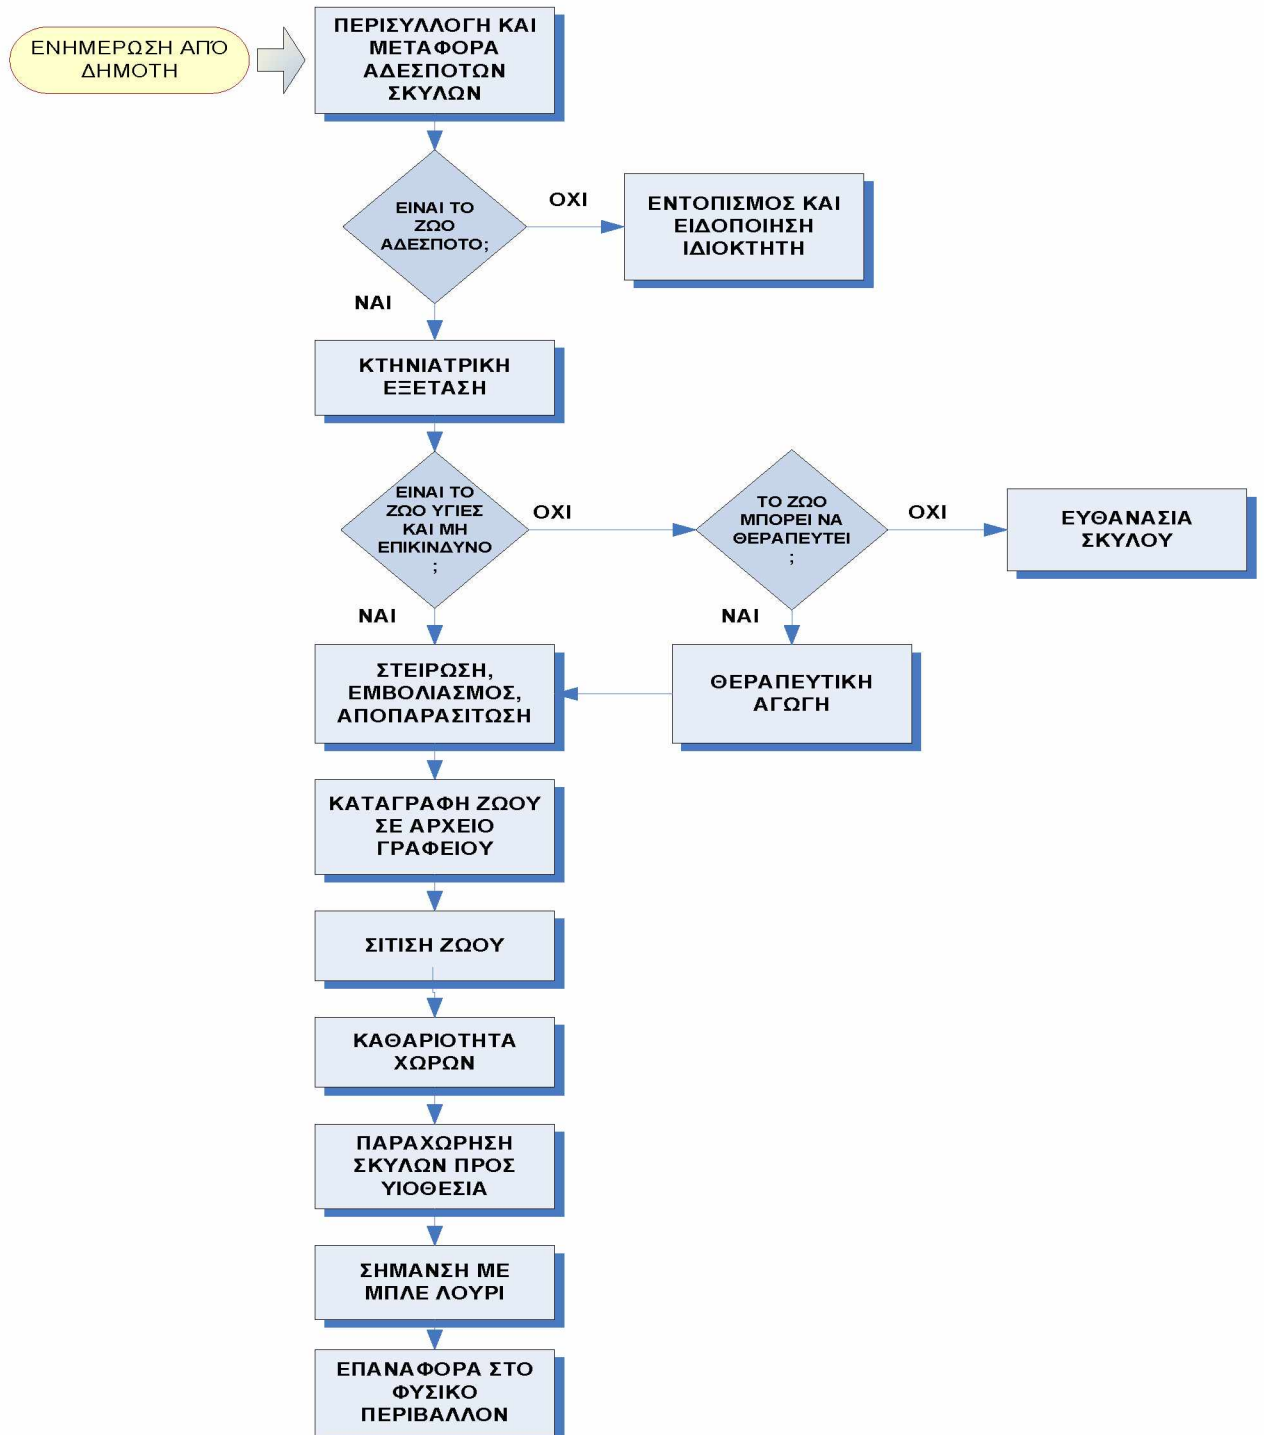 ΕΝΗΜΕΡΩΣΗ ΑΠΌ
ΔΗΜΟΤΗ
ΠΕΡΙΣΥΛΛΟΓΗ ΚΑΙ
ΜΕΤΑΦΟΡΑ
ΑΔΕΣΠΟΤΩΝ
ΣΚΥΛΩΝ
ΕΙΝΑΙ ΤΟ
ΖΩΟ
ΑΔΕΣΠΟΤΟ;
ΟΧΙ
ΕΝΤΟΠΙΣΜΟΣ ΚΑΙ
ΕΙΔΟΠΟΙΗΣΗ
ΙΔΙΟΚΤΗΤΗ
ΝΑΙ
ΚΤΗΝΙΑΤΡΙΚΗ
ΕΞΕΤΑΣΗ
ΕΙΝΑΙ ΤΟ
ΖΩΟ ΥΓΙΕΣ
ΚΑΙ ΜΗ
ΕΠΙΚΙΝΔΥΝΟ
;
ΟΧΙ
ΤΟ ΖΩΟ
ΜΠΟΡΕΙ ΝΑ
ΘΕΡΑΠΕΥΤΕΙ
;
ΟΧΙ
ΕΥΘΑΝΑΣΙΑ
ΣΚΥΛΟΥ
ΝΑΙ
ΝΑΙ
ΣΤΕΙΡΩΣΗ,
ΕΜΒΟΛΙΑΣΜΟΣ,
ΑΠΟΠΑΡΑΣΙΤΩΣΗ
ΘΕΡΑΠΕΥΤΙΚΗ
ΑΓΩΓΗ
ΚΑΤΑΓΡΑΦΗ ΖΩΟΥ
ΣΕ ΑΡΧΕΙΟ
ΓΡΑΦΕΙΟΥ
ΣΙΤΙΣΗ ΖΩΟΥ
ΚΑΘΑΡΙΟΤΗΤΑ
ΧΩΡΩΝ
ΠΑΡΑΧΩΡΗΣΗ
ΣΚΥΛΩΝ ΠΡΟΣ
ΥΙΟΘΕΣΙΑ
ΣΗΜΑΝΣΗ ΜΕ
ΜΠΛΕ ΛΟΥΡΙ
ΕΠΑΝΑΦΟΡΑ ΣΤΟ
ΦΥΣΙΚΟ
ΠΕΡΙΒΑΛΛΟΝ